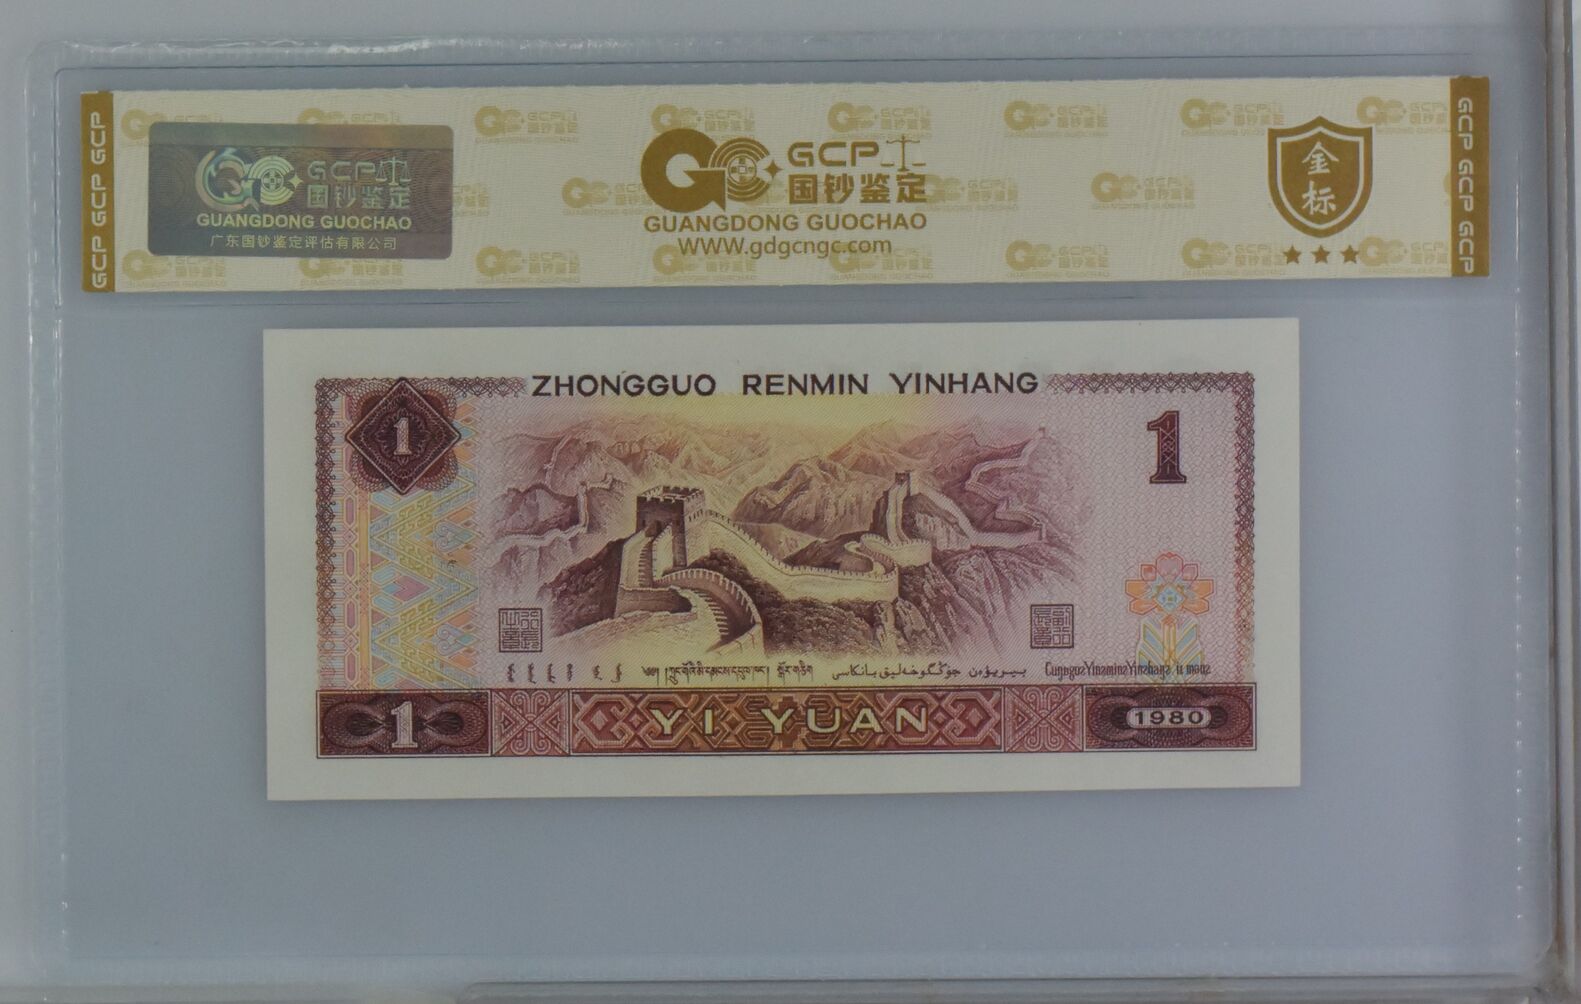 GCP GCP GCP
GCP
国钞鉴定
GUANGDONG GUOCHAO
广东国钞鉴定评估有限公司
GCP
国钞鉴定
GUANGDONG GUOCHAO
WWW.gdgcngc.com
金标
GCP GCP GCP
ZHONGGUO RENMIN YINHANG
1
1
1
YI YUAN
1980